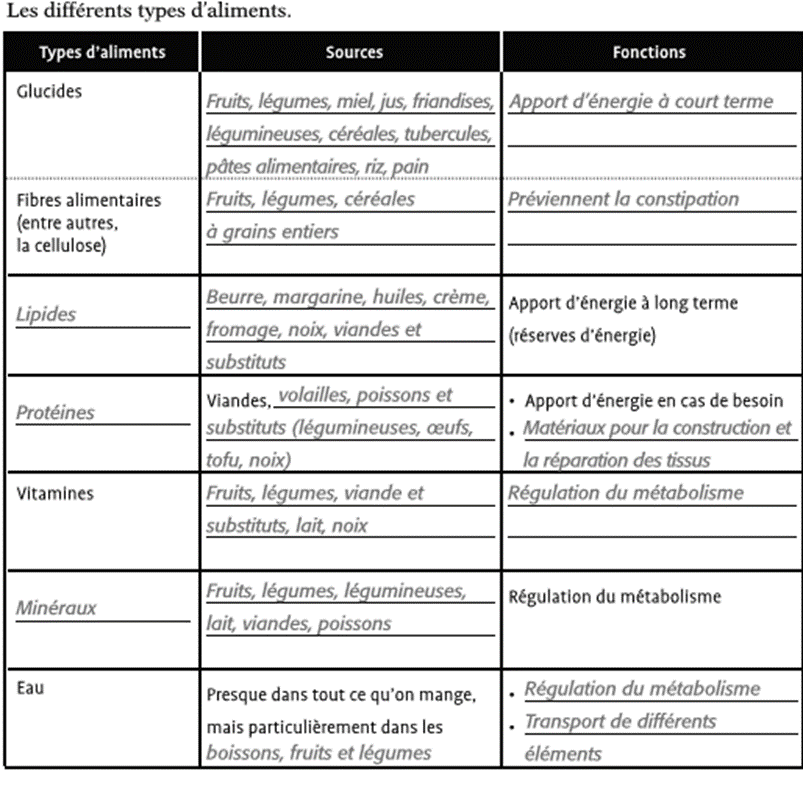 Les différents types d'aliments.
Types d'aliments
Sources
Fonctions
Glucides
Fruits, légumes, miel, jus, friandises,
légumineuses, céréales, tubercules,
pâtes alimentaires, riz, pain
Apport d'énergie à court terme
Fibres alimentaires
(entre autres,
la cellulose)
Fruits, légumes, céréales
à grains entiers
Préviennent la constipation
Lipides
Beurre, margarine, huiles, crème,
fromage, noix, viandes et
substituts
Apport d'énergie à long terme
(réserves d'énergie)
Protéines
Viandes, volailles, poissons et
substituts (légumineuses, œufs,
tofu, noix)
• Apport d'énergie en cas de besoin
• Matériaux pour la construction et
la réparation des tissus
Vitamines
Fruits, légumes, viande et
substituts, lait, noix
Régulation du métabolisme
Minéraux
Fruits, légumes, légumineuses,
lait, viandes, poissons
Régulation du métabolisme
Eau
Presque dans tout ce qu'on mange,
mais particulièrement dans les
boissons, fruits et légumes
• Régulation du métabolisme
• Transport de différents
éléments